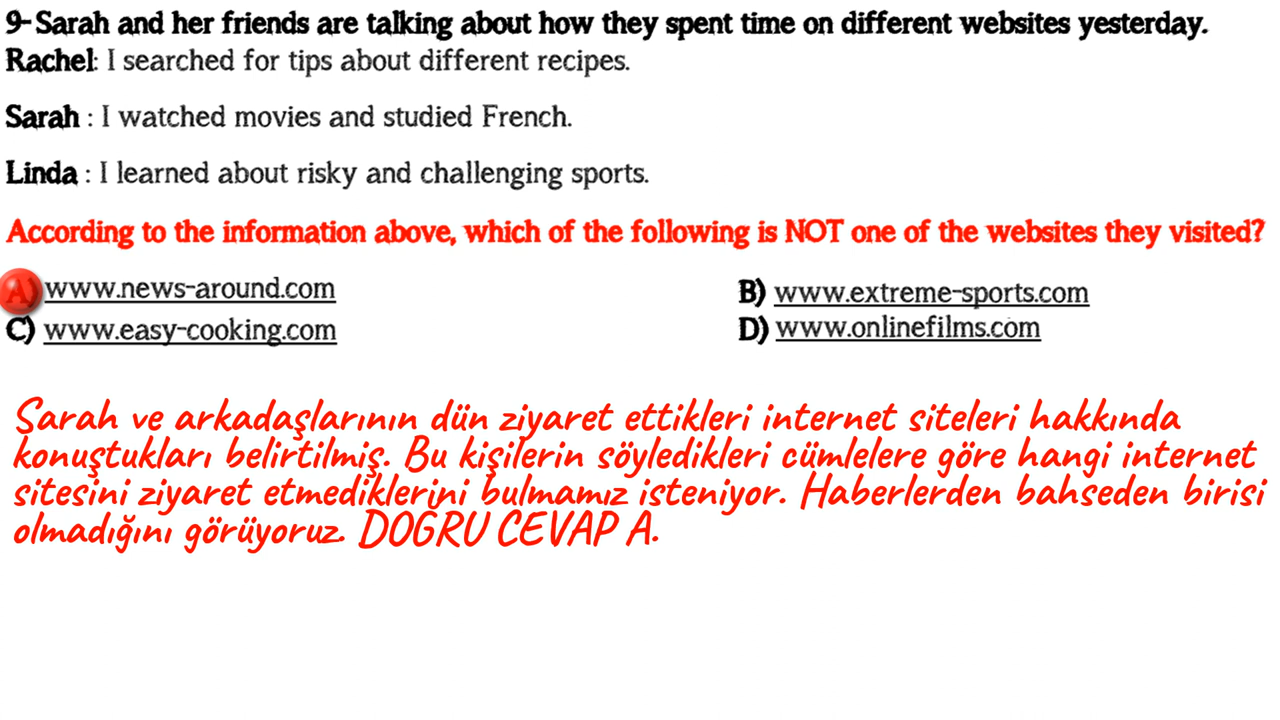 9- Sarah and her friends are talking about how they spent time on different websites yesterday.
Rachel: I searched for tips about different recipes.
Sarah : I watched movies and studied French.
Linda : I learned about risky and challenging sports.
According to the information above, which of the following is NOT one of the websites they visited?
A) www.news-around.com
B) www.extreme-sports.com
C) www.easy-cooking.com
D) www.onlinefilms.com
Sarah ve arkadaşlarının dün ziyaret ettikleri internet siteleri hakkında
konuştukları belirtilmiş. Bu kişilerin söyledikleri cümlelere göre hangi internet
sitesini ziyaret etmediklerini bulmamız isteniyor. Haberlerden bahseden birisi
olmadığını görüyoruz. DOĞRU CEVAP A.